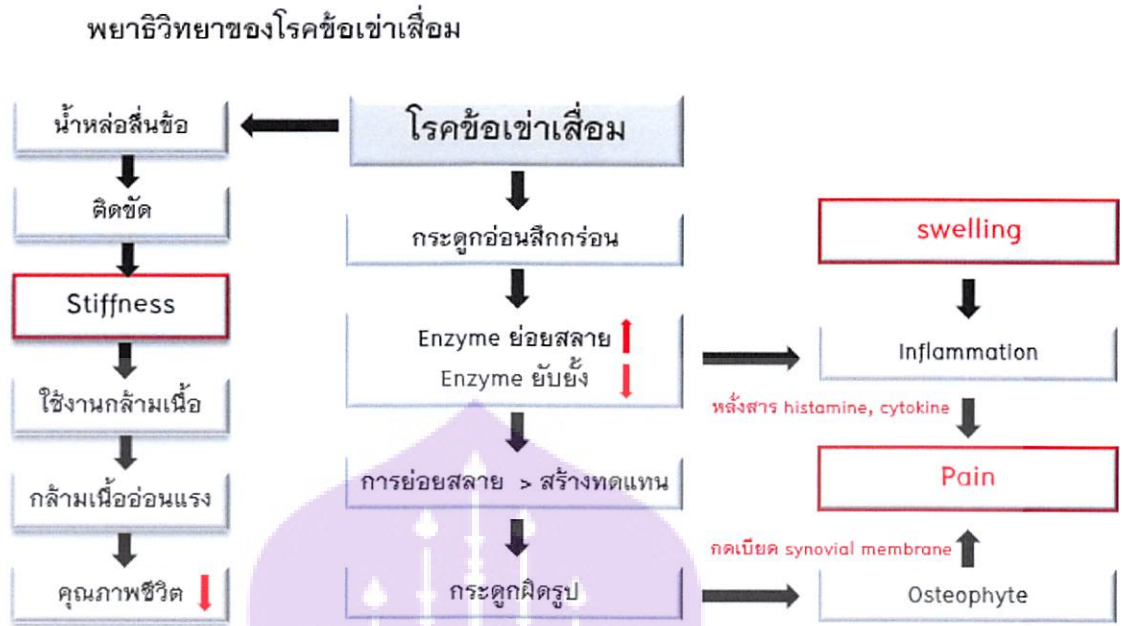 พยาธิวิทยาของโรคข้อเข่าเสื่อม
น้ำหล่อลื่นข้อ
ติดขัด
Stiffness
ใช้งานกล้ามเนื้อ
กล้ามเนื้ออ่อนแรง
คุณภาพชีวิต
โรคข้อเข่าเสื่อม
กระดูกอ่อนสึกกร่อน
Enzyme ย่อยสลาย
Enzyme ยับยั้ง
การย่อยสลาย > สร้างทดแทน
กระดูกผิดรูป
swelling
Inflammation
หลั่งสาร histamine, cytokine
Pain
กดเบียด synovial membrane
Osteophyte